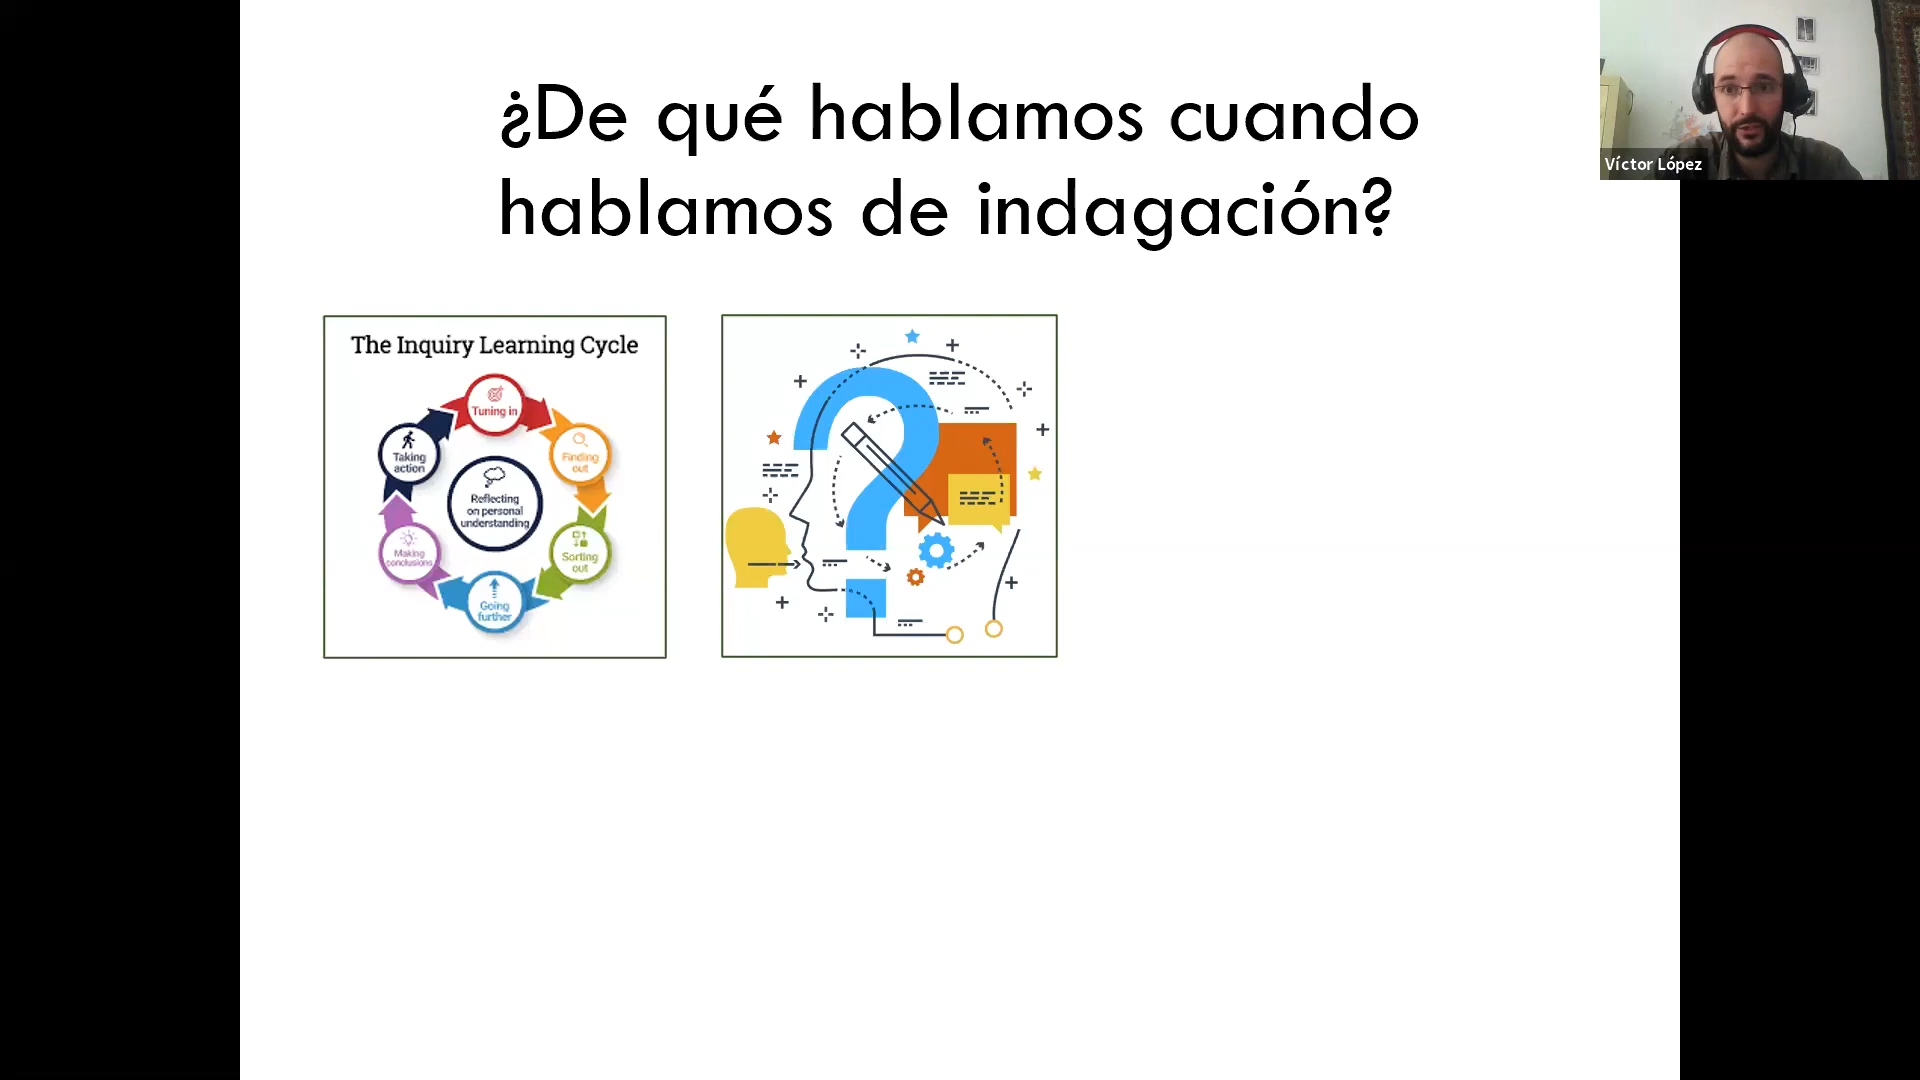 ¿De qué hablamos cuando
hablamos de indagación?
Víctor López
The Inquiry Learning Cycle
Tuning in
Finding
out
Sorting
out
Going
further
Making
conclusions
Taking
action
Reflecting
on personal
understanding